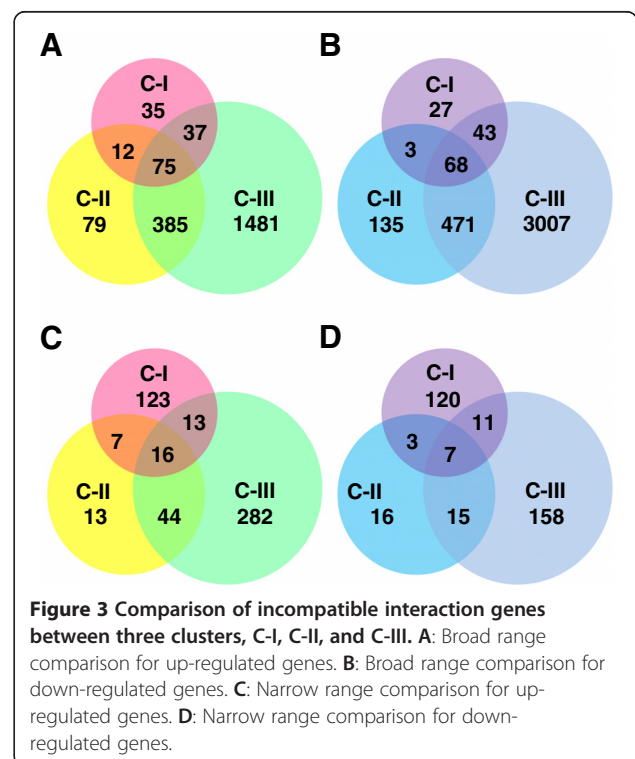 A
C-I
35
12
37
75
C-II
79
385
C-III
1481
B
C-I
27
3
43
68
C-II
135
471
C-III
3007
C
C-I
123
7
13
16
C-II
13
44
C-III
282
D
C-I
120
3
11
7
C-II
16
15
C-III
158
Figure 3 Comparison of incompatible interaction genes
between three clusters, C-I, C-II, and C-III. A: Broad range
comparison for up-regulated genes. B: Broad range comparison for
down-regulated genes. C: Narrow range comparison for up-
regulated genes. D: Narrow range comparison for down-
regulated genes.